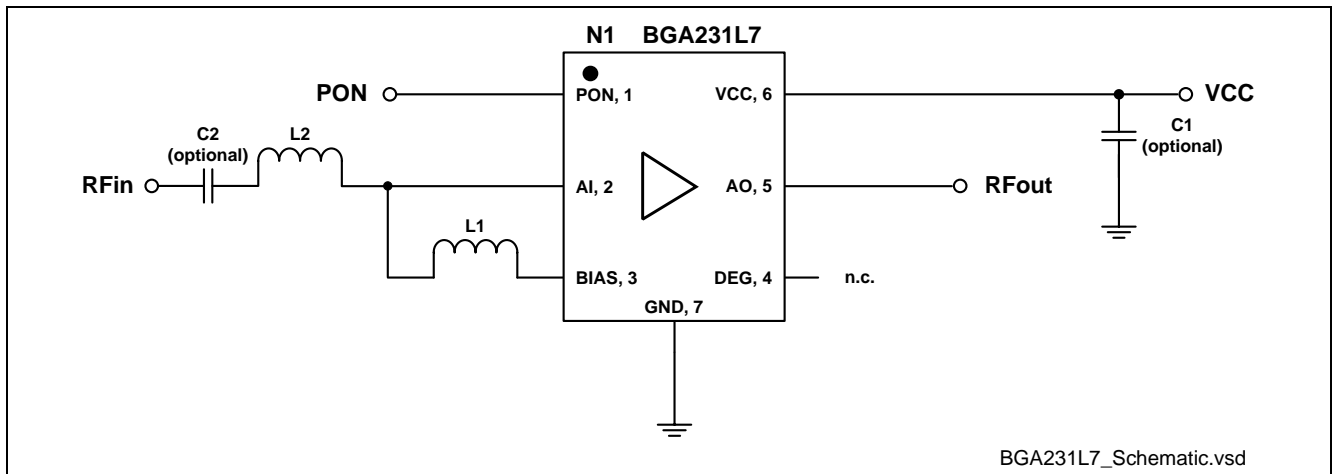 N1 BGA231L7
PON
PON, 1
VCC, 6
VCC
C2
(optional)
L2
C1
(optional)
RFin
AI, 2
AO, 5
RFout
L1
BIAS, 3
DEG, 4
n.c.
GND, 7
BGA231L7_Schematic.vsd